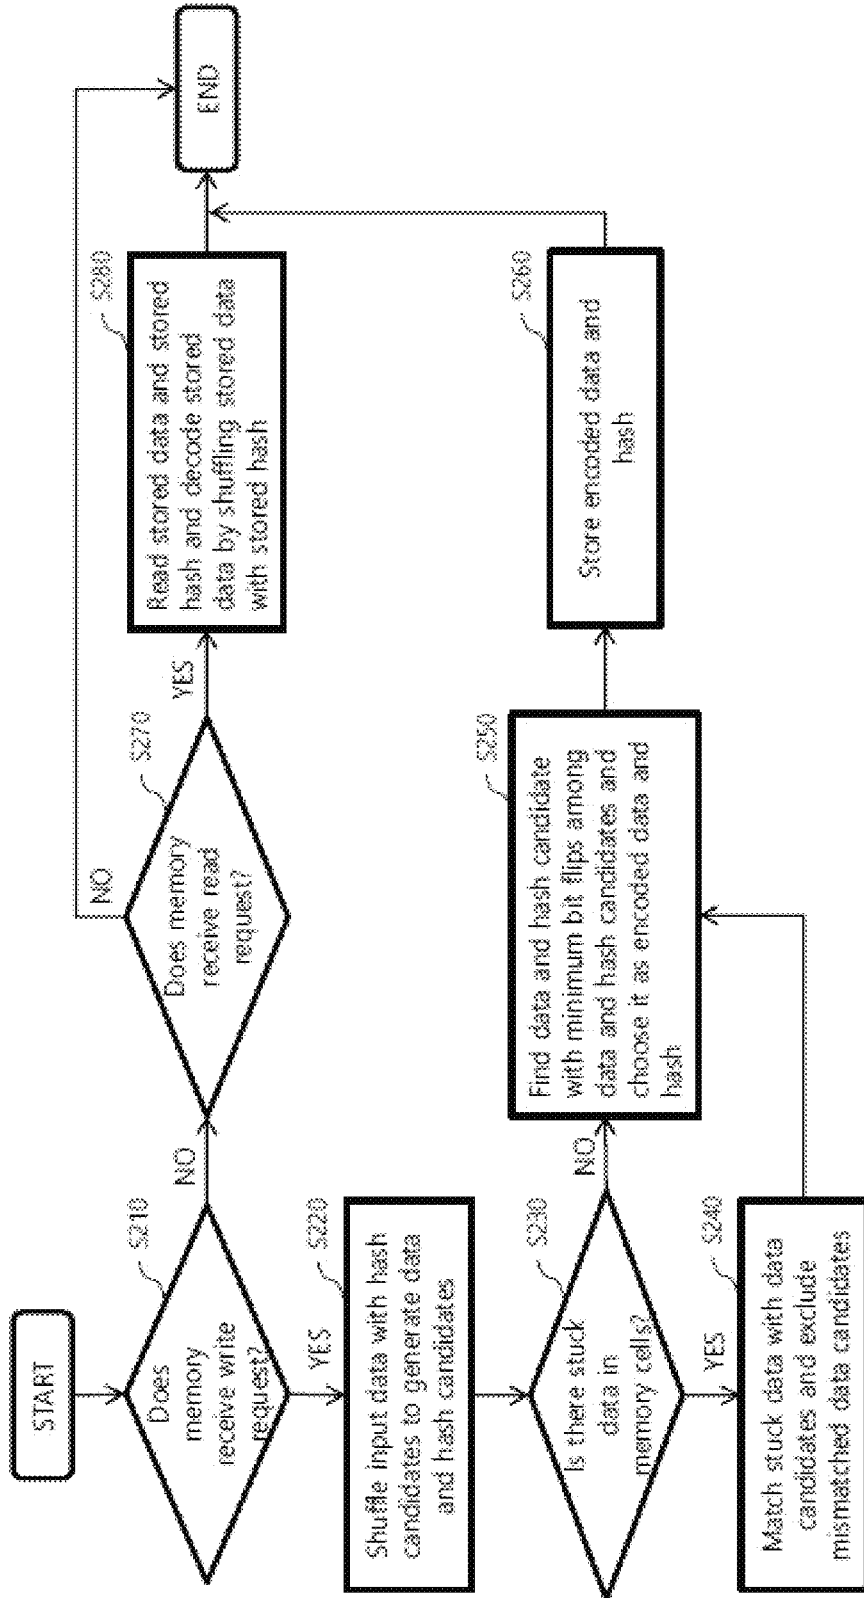 START
S210
Does
memory
receive write
request?
NO
YES
S220
Shuffle input data with hash
candidates to generate data
and hash candidates
S230
Is there stuck
data in
memory cells?
NO
YES
S240
Match stuck data with data
candidates and exclude
mismatched data candidates
S250
Find data and hash candidate
with minimum bit flips among
data and hash candidates and
choose it as encoded data and
hash
S260
Store encoded data and
hash
S270
Does memory
receive read
request?
NO
YES
S280
Read stored data and stored
hash and decode stored
data by shuffling stored data
with stored hash
END